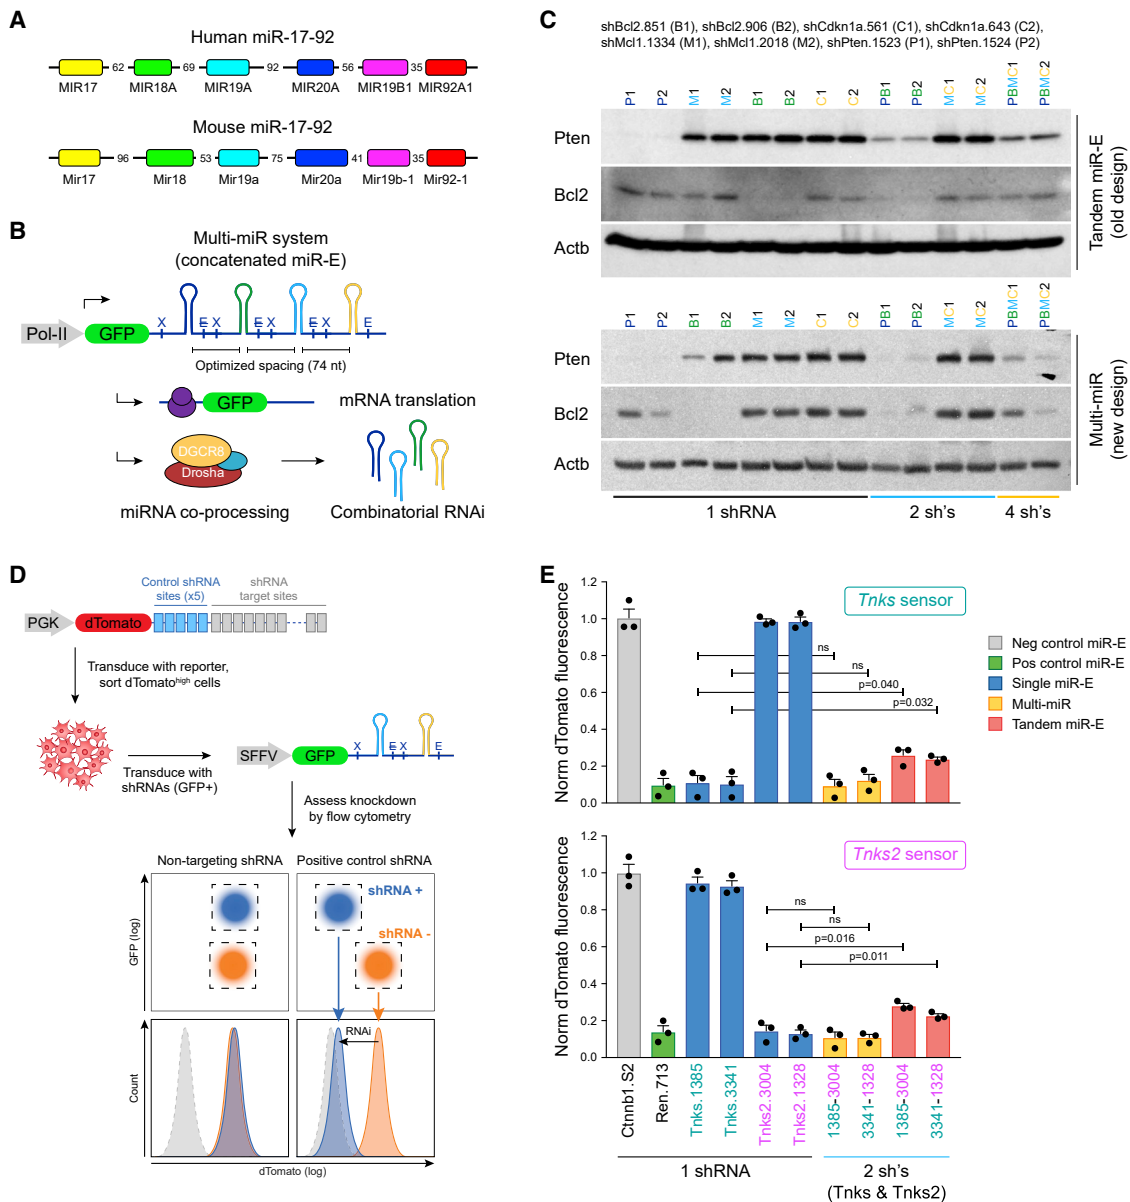 A
Human miR-17-92
62 69 92 56 35
MIR17 MIR18A MIR19A MIR20A MIR19B1 MIR92A1
Mouse miR-17-92
96 53 75 41 35
Mir17 Mir18 Mir19a Mir20a Mir19b-1 Mir92-1
B
Multi-miR system
(concatenated miR-E)
Pol-II GFP X E X E X E X E
Optimized spacing (74 nt)
GFP
mRNA translation
DGCR8
Drosha
miRNA co-processing
Combinatorial RNAi
C
shBcl2.851 (B1), shBcl2.906 (B2), shCdkn1a.561 (C1), shCdkn1a.643 (C2),
shMcl1.1334 (M1), shMcl1.2018 (M2), shPten.1523 (P1), shPten.1524 (P2)
P1 P2 M1 M2 B1 B2 C1 C2 PB1 PB2 MC1 MC2 PBMC1 PBMC2
Pten
Bcl2
Actb
Tandem miR-E
(old design)
P1 P2 B1 B2 M1 M2 C1 C2 PB1 PB2 MC1 MC2 PBMC1 PBMC2
Pten
Bcl2
Actb
Multi-miR
(new design)
1 shRNA 2 sh's 4 sh's
D
Control shRNA
sites (x5)
shRNA
target sites
PGK dTomato
Transduce with reporter,
sort dTomatohigh cells
Transduce with
shRNAs (GFP+)
SFFV GFP X E X E
Assess knockdown
by flow cytometry
Non-targeting shRNA Positive control shRNA
shRNA +
shRNA -
GFP (log)
RNAi
Count
dTomato (log)
E
Norm dTomato fluorescence
1.2
1.0
0.8
0.6
0.4
0.2
0.0
Tnks sensor
ns
ns
p=0.040
p=0.032
Neg control miR-E
Pos control miR-E
Single miR-E
Multi-miR
Tandem miR-E
Norm dTomato fluorescence
1.2
1.0
0.8
0.6
0.4
0.2
0.0
Tnks2 sensor
ns
ns
p=0.016
p=0.011
Ctnnb1.S2 Ren.713 Tnks.1385 Tnks.3341 Tnks2.3004 Tnks2.1328 1385-3004 3341-1328 1385-3004 3341-1328
1 shRNA 2 sh's
(Tnks & Tnks2)